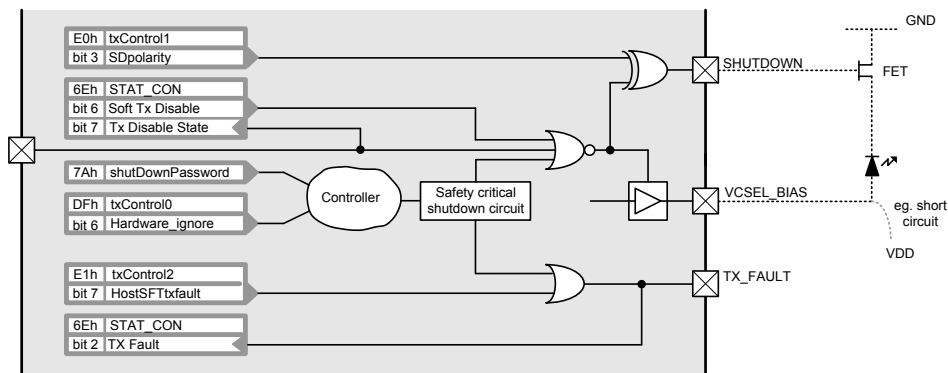 E0h txControl1
bit 3 SDpolarity
6Eh STAT_CON
bit 6 Soft Tx Disable
bit 7 Tx Disable State
7Ah shutDownPassword
DFh txControl0
bit 6 Hardware_ignore
E1h txControl2
bit 7 HostSFTtxfault
6Eh STAT_CON
bit 2 TX Fault
Controller
Safety critical
shutdown circuit
SHUTDOWN
VCSEL_BIAS
TX_FAULT
GND
FET
eg. short
circuit
VDD